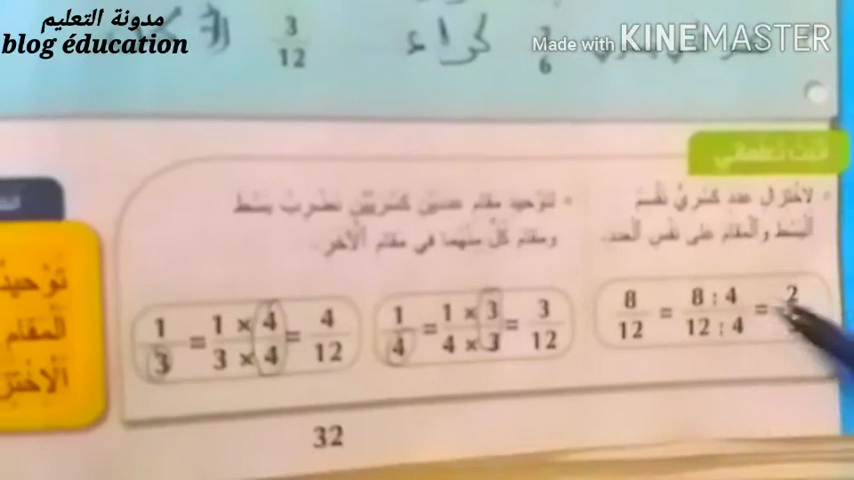 مدونة التعليم
blog éducation
Made with KINEMASTER
3/12
كراء
6
لاختزال عدد كسري نقسم
البسط والمقام على نفس العدد.
8/12 = 8 : 4/12 : 4 = 2
• لتوحيد مقام عددين كسريين نضرب بسط
ومقام كل منهما في مقام الآخر.
1/4 = 1 × 3/4 × 3 = 3/12
1/3 = 1 × 4/3 × 4 = 4/12
توحيد
المقام
الاختز
32